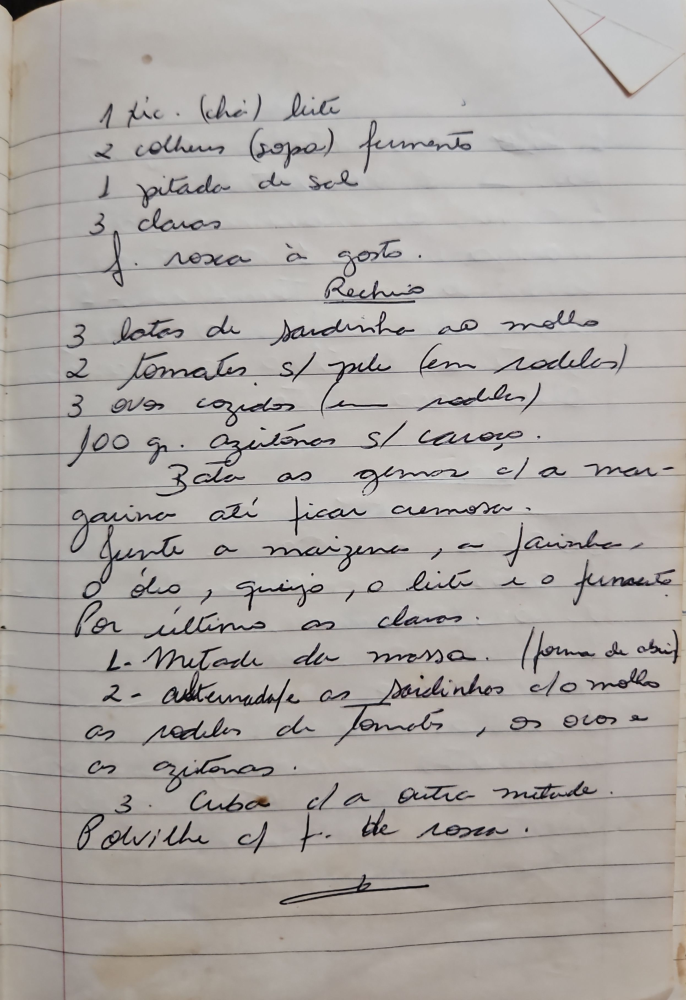 1 xic. (chá) leite
2 colheres (sopa) fermento
1 pitada de sal
3 claras
f. rosca à gosto.
Recheio
3 latas de sardinha ao molho
2 tomates s/ pele (em rodelas)
3 ovos cozidos (em rodelas)
100 gr. azeitonas s/ caroço.
Bata as gemas c/ a mar-
garina até ficar cremosa.
Junte a maizena, a farinha,
o óleo, queijo, o leite e o fermento
Por último as claras.
1- Metade da massa. (forma de abrir)
2 - alternada/e as sardinhas c/o molho
as rodelas de tomate, os ovos e
as azeitonas.
3. Cubra c/ a outra metade.
Polvilhe c/ f. de rosca.